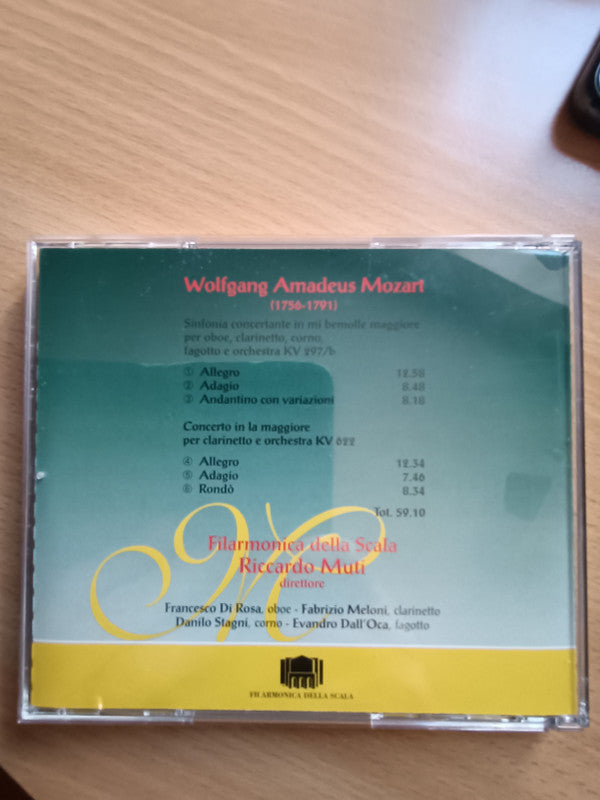 Wolfgang Amadeus Mozart
(1756-1791)
Sinfonia concertante in mi bemolle maggiore
per oboe, clarinetto, corno,
fagotto e orchestra KV 297/b
① Allegro 12.58
② Adagio 8.48
③ Andantino con variazioni 8.18
Concerto in la maggiore
per clarinetto e orchestra KV 622
④ Allegro 12.34
⑤ Adagio 7.46
⑥ Rondò 8.34
Tot. 59.10
Filarmonica della Scala
Riccardo Muti
direttore
Francesco Di Rosa, oboe - Fabrizio Meloni, clarinetto
Danilo Stagni, corno - Evandro Dall'Oca, fagotto
FILARMONICA DELLA SCALA